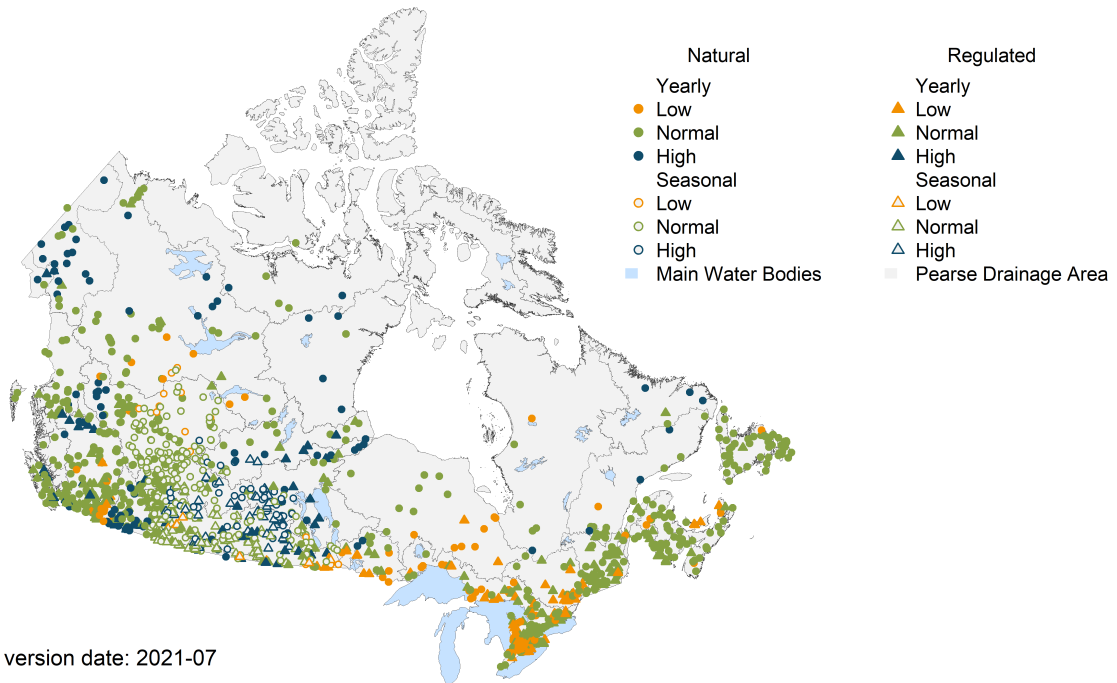 Natural
Yearly
Low
Normal
High
Seasonal
Low
Normal
High
Main Water Bodies
Regulated
Yearly
Low
Normal
High
Seasonal
Low
Normal
High
Pearse Drainage Area
version date: 2021-07